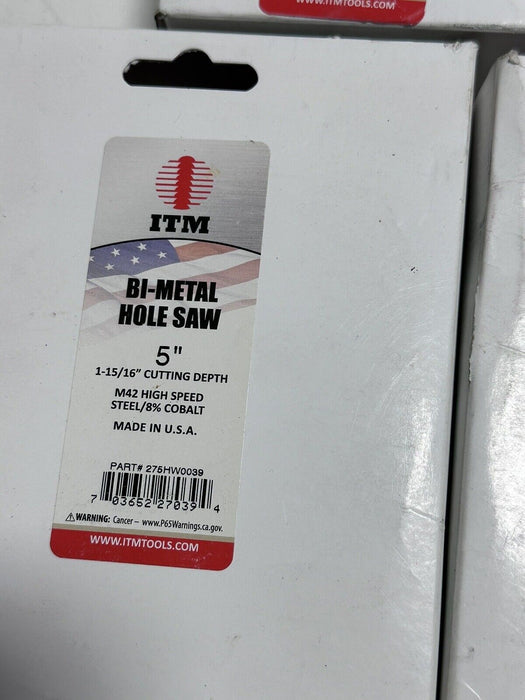 WWW.ITMTOOLS.COM
ITM
BI-METAL
HOLE SAW
5"
1-15/16" CUTTING DEPTH
M42 HIGH SPEED
STEEL/8% COBALT
MADE IN U.S.A.
PART# 275HW0039
7 03652 27039 4
WARNING: Cancer – www.P65Warnings.ca.gov.
WWW.ITMTOOLS.COM